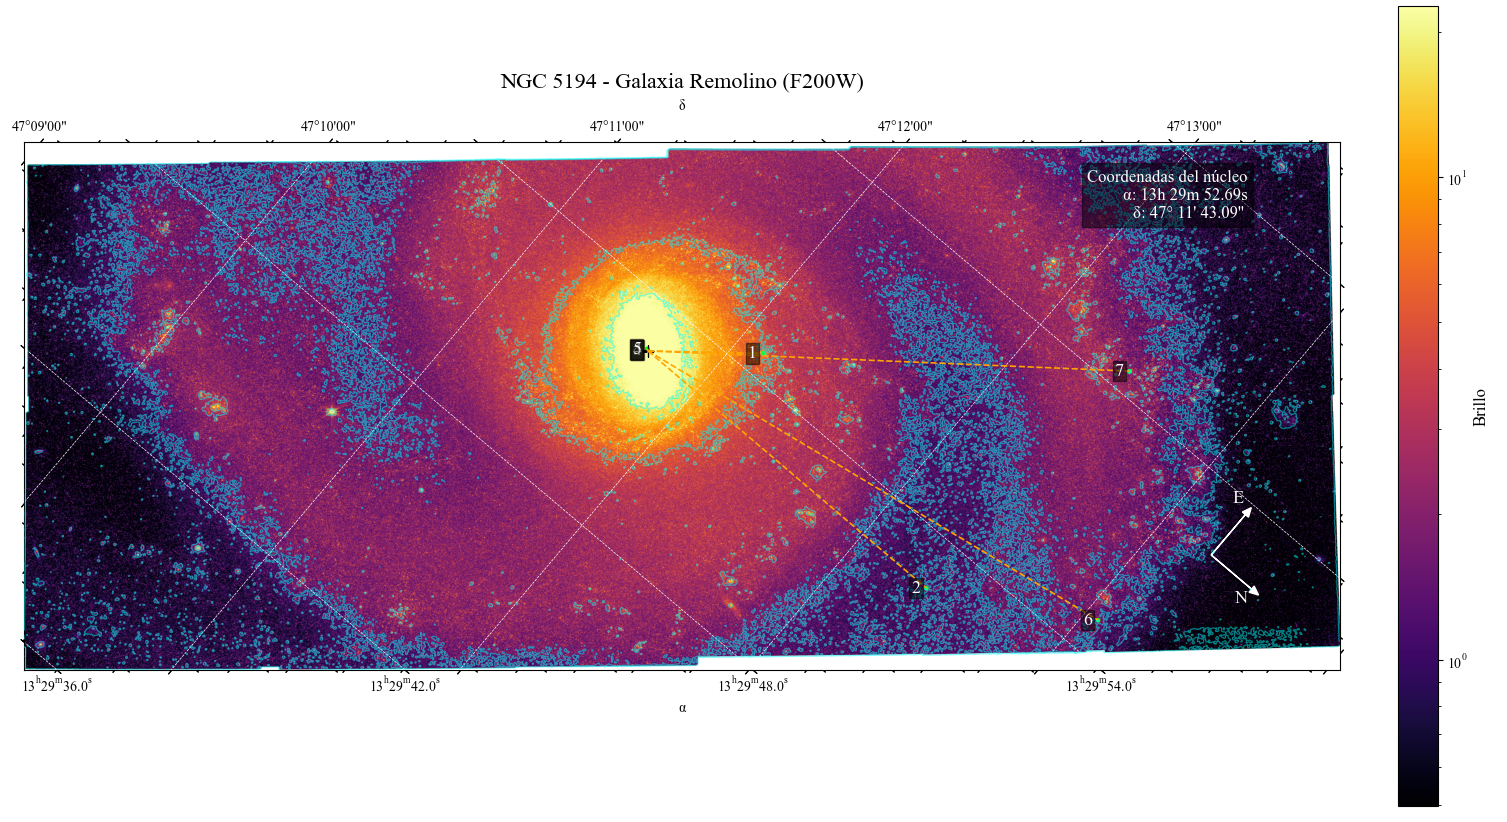 NGC 5194 - Galaxia Remolino (F200W)
δ
47°09'00" 47°10'00" 47°11'00" 47°12'00" 47°13'00"
Coordenadas del núcleo
α: 13h 29m 52.69s
δ: 47° 11' 43.09"
10¹
5
1
7
Brillo
E
2
N
6
10⁰
13ʰ29ᵐ36.0ˢ 13ʰ29ᵐ42.0ˢ 13ʰ29ᵐ48.0ˢ 13ʰ29ᵐ54.0ˢ
α